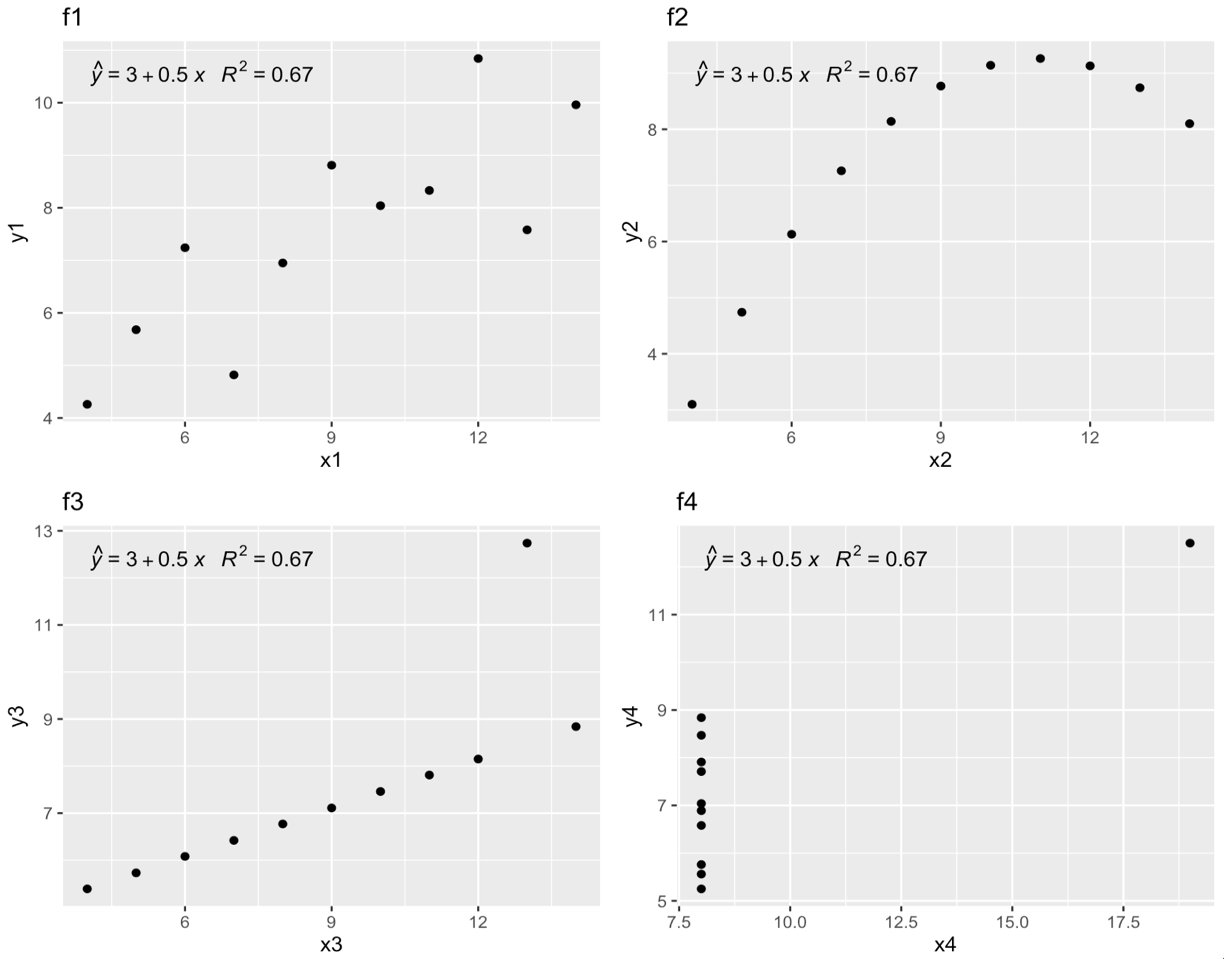 f1
ŷ = 3 + 0.5 x R² = 0.67
10
8
6
4
y1
6 9 12
x1
f2
ŷ = 3 + 0.5 x R² = 0.67
8
6
4
y2
6 9 12
x2
f3
ŷ = 3 + 0.5 x R² = 0.67
13
11
9
7
y3
6 9 12
x3
f4
ŷ = 3 + 0.5 x R² = 0.67
11
9
7
5
y4
7.5 10.0 12.5 15.0 17.5
x4